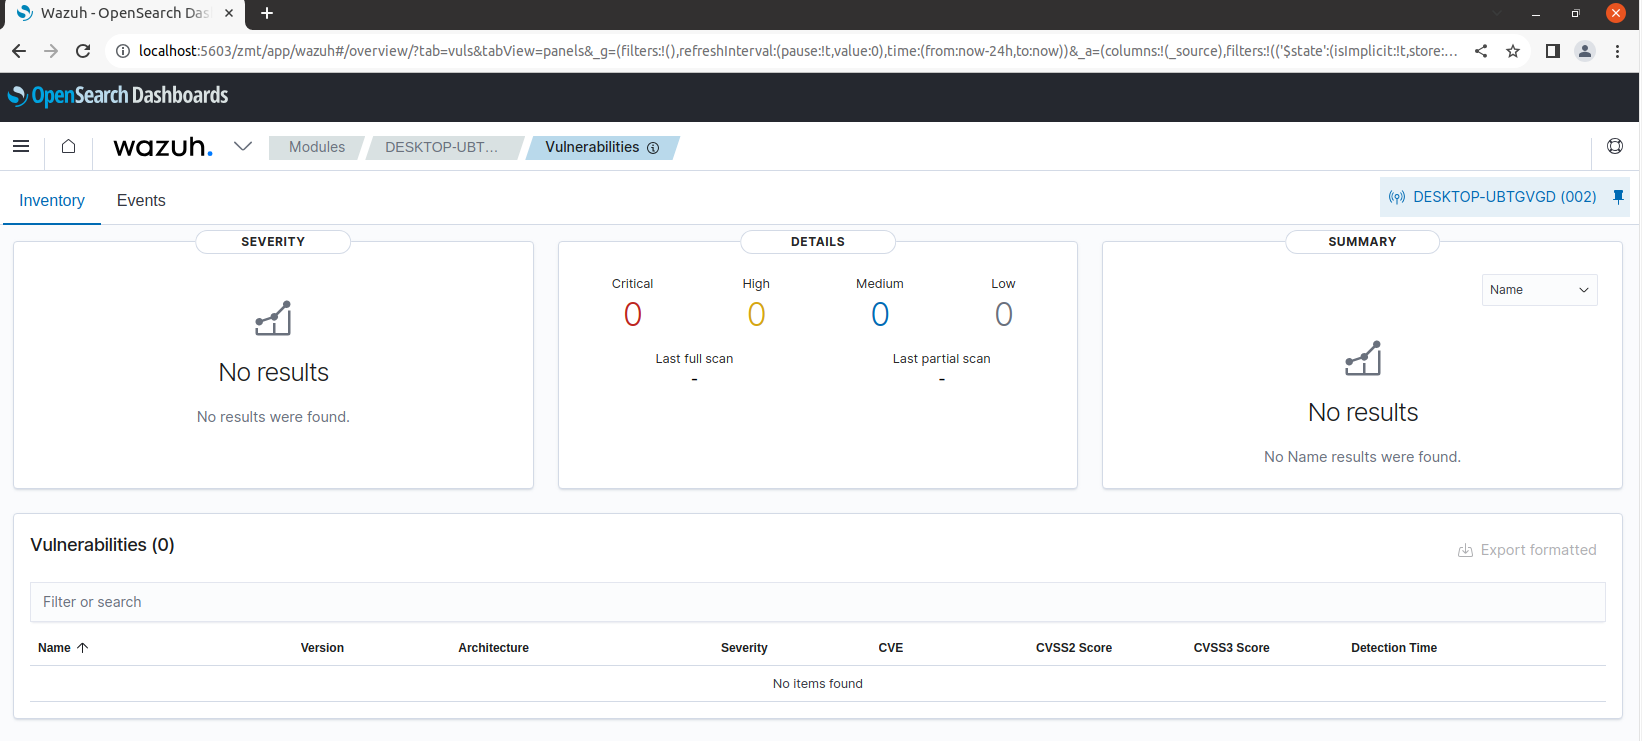 Wazuh - OpenSearch Das
localhost:5603/zmt/app/wazuh#/overview/?tab=vuls&tabView=panels&_g=(filters:!(),refreshInterval:(pause:!t,value:0),time:(from:now-24h,to:now))&_a=(columns:!(_source),filters:!(('$state':(isImplicit:!t,store:...
OpenSearch Dashboards
wazuh. Modules DESKTOP-UBT... Vulnerabilities
Inventory Events DESKTOP-UBTGVGD (002)
SEVERITY
No results
No results were found.
DETAILS
Critical High Medium Low
0 0 0 0
Last full scan Last partial scan
- -
SUMMARY
Name
No results
No Name results were found.
Vulnerabilities (0)
Export formatted
Filter or search
Name Version Architecture Severity CVE CVSS2 Score CVSS3 Score Detection Time
No items found